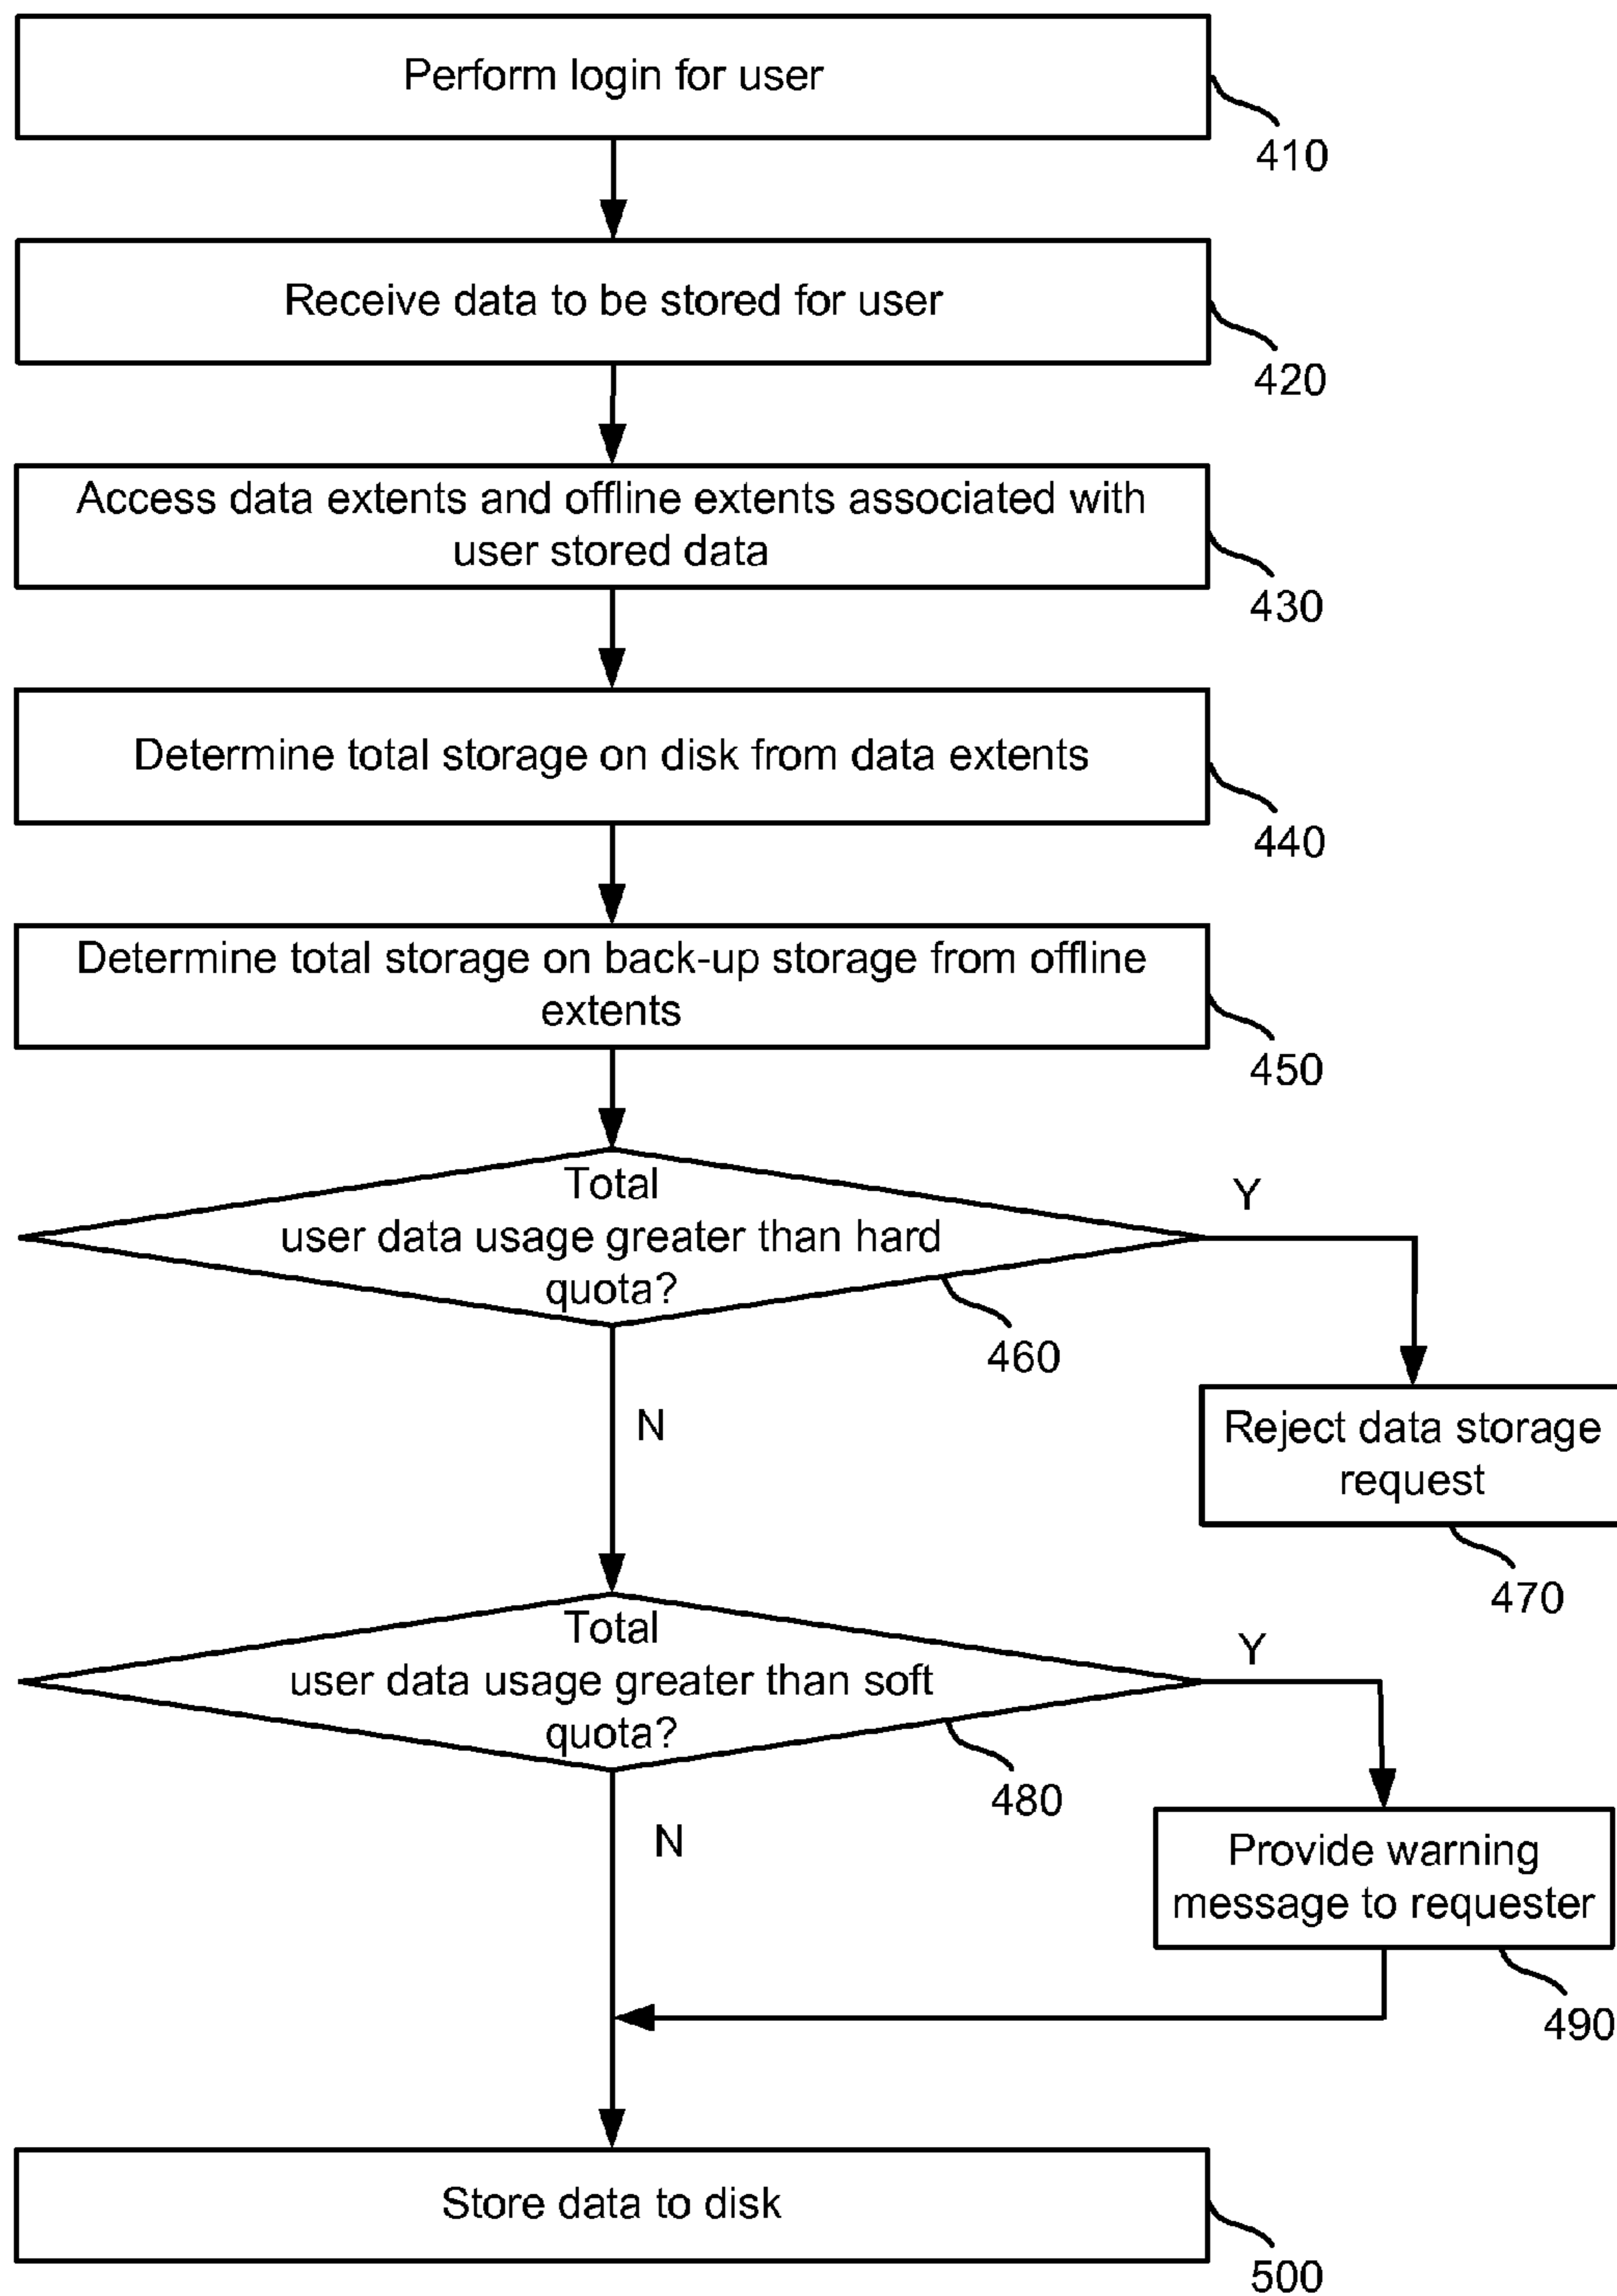 Perform login for user
410
Receive data to be stored for user
420
Access data extents and offline extents associated with
user stored data
430
Determine total storage on disk from data extents
440
Determine total storage on back-up storage from offline
extents
450
Total
user data usage greater than hard
quota?
Y
460
N
Reject data storage
request
470
Total
user data usage greater than soft
quota?
Y
480
N
Provide warning
message to requester
490
Store data to disk
500